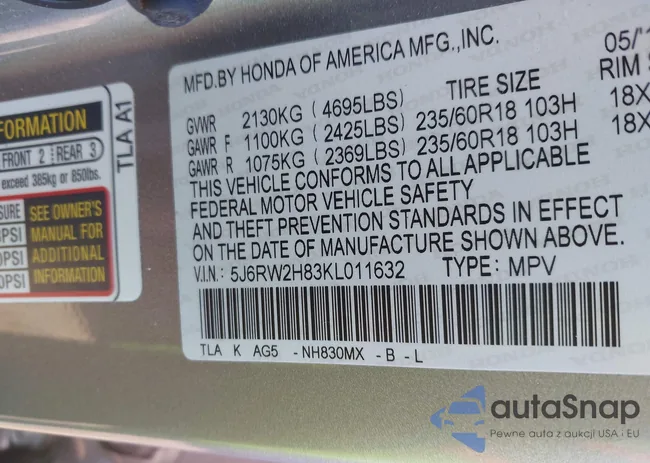 FORMATION
FRONT 2 REAR 3
exceed 385kg or 850lbs.
SEE OWNER'S
MANUAL FOR
ADDITIONAL
INFORMATION
TLA A1
MFD.BY HONDA OF AMERICA MFG.,INC. 05/'
TIRE SIZE RIM S
GVWR 2130KG (4695LBS)
GAWR F 1100KG (2425LBS) 235/60R18 103H 18X
GAWR R 1075KG (2369LBS) 235/60R18 103H 18X
THIS VEHICLE CONFORMS TO ALL APPLICABLE
FEDERAL MOTOR VEHICLE SAFETY
AND THEFT PREVENTION STANDARDS IN EFFECT
ON THE DATE OF MANUFACTURE SHOWN ABOVE.
V.I.N.: 5J6RW2H83KL011632 TYPE: MPV
TLA K AG5 -NH830MX -B-L
autaSnap
Pewne auta z aukcji USA i EU